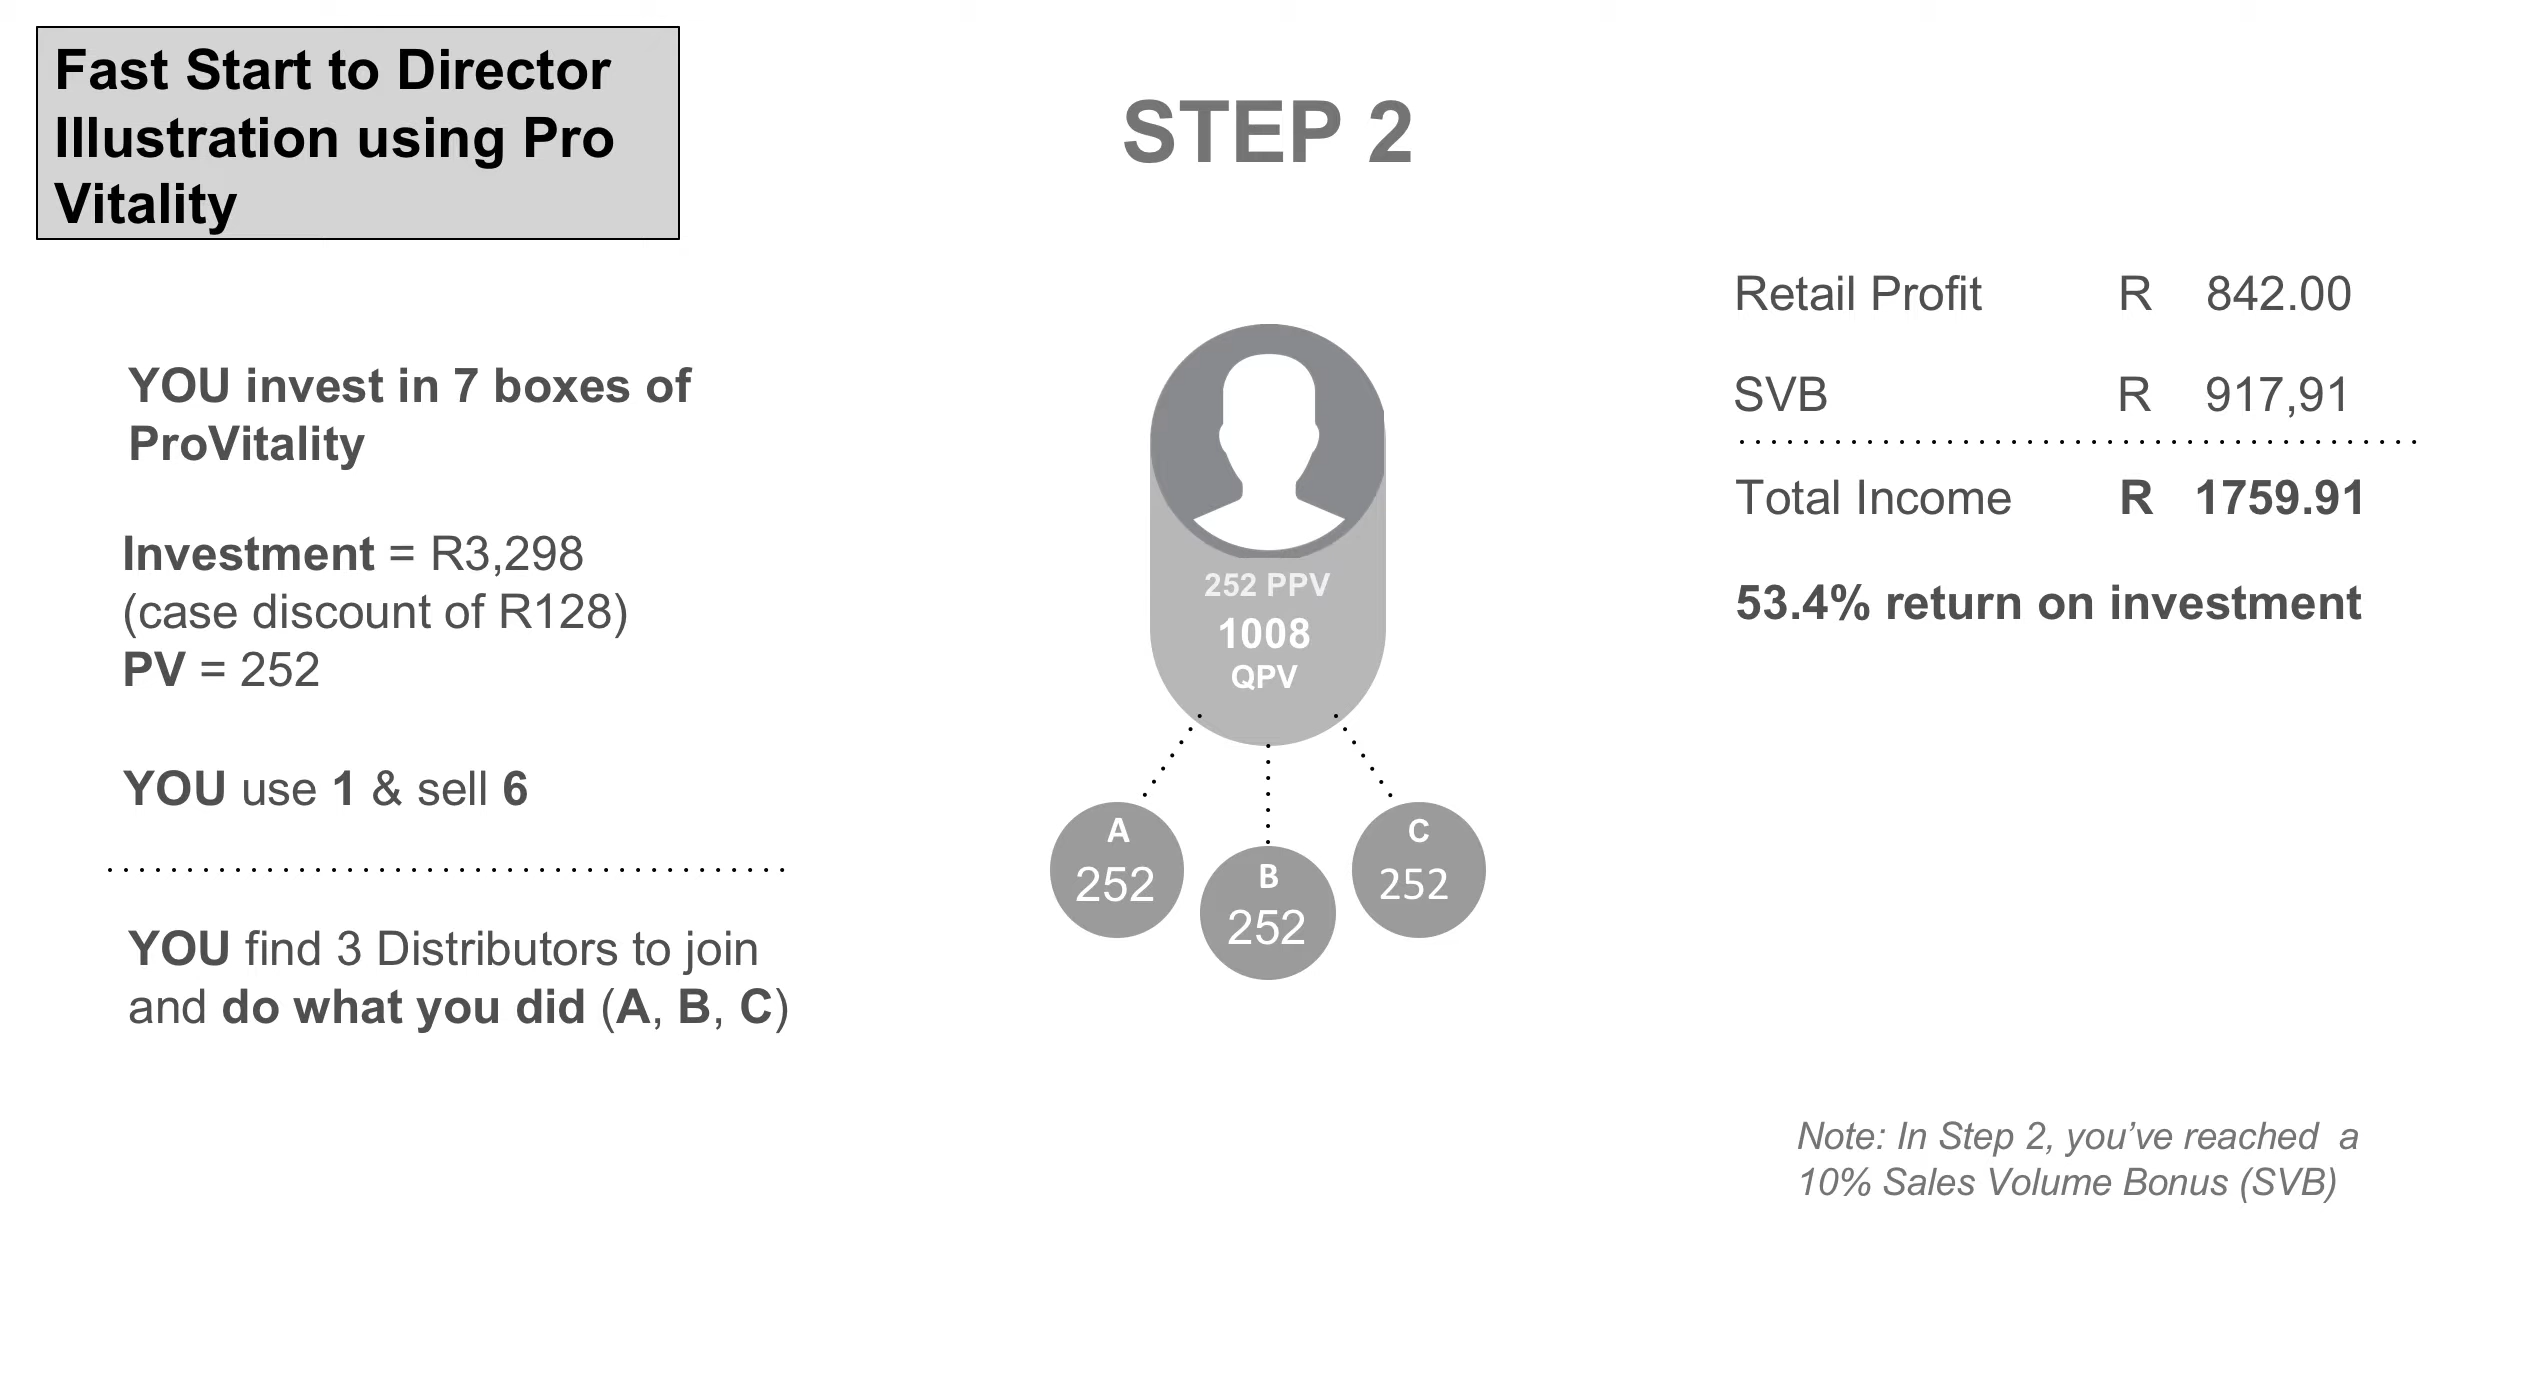 Fast Start to Director
Illustration using Pro
Vitality
STEP 2
YOU invest in 7 boxes of
ProVitality
Investment = R3,298
(case discount of R128)
PV = 252
YOU use 1 & sell 6
YOU find 3 Distributors to join
and do what you did (A, B, C)
252 PPV
1008
QPV
A
252
B
252
C
252
Retail Profit R 842.00
SVB R 917,91
Total Income R 1759.91
53.4% return on investment
Note: In Step 2, you’ve reached a
10% Sales Volume Bonus (SVB)